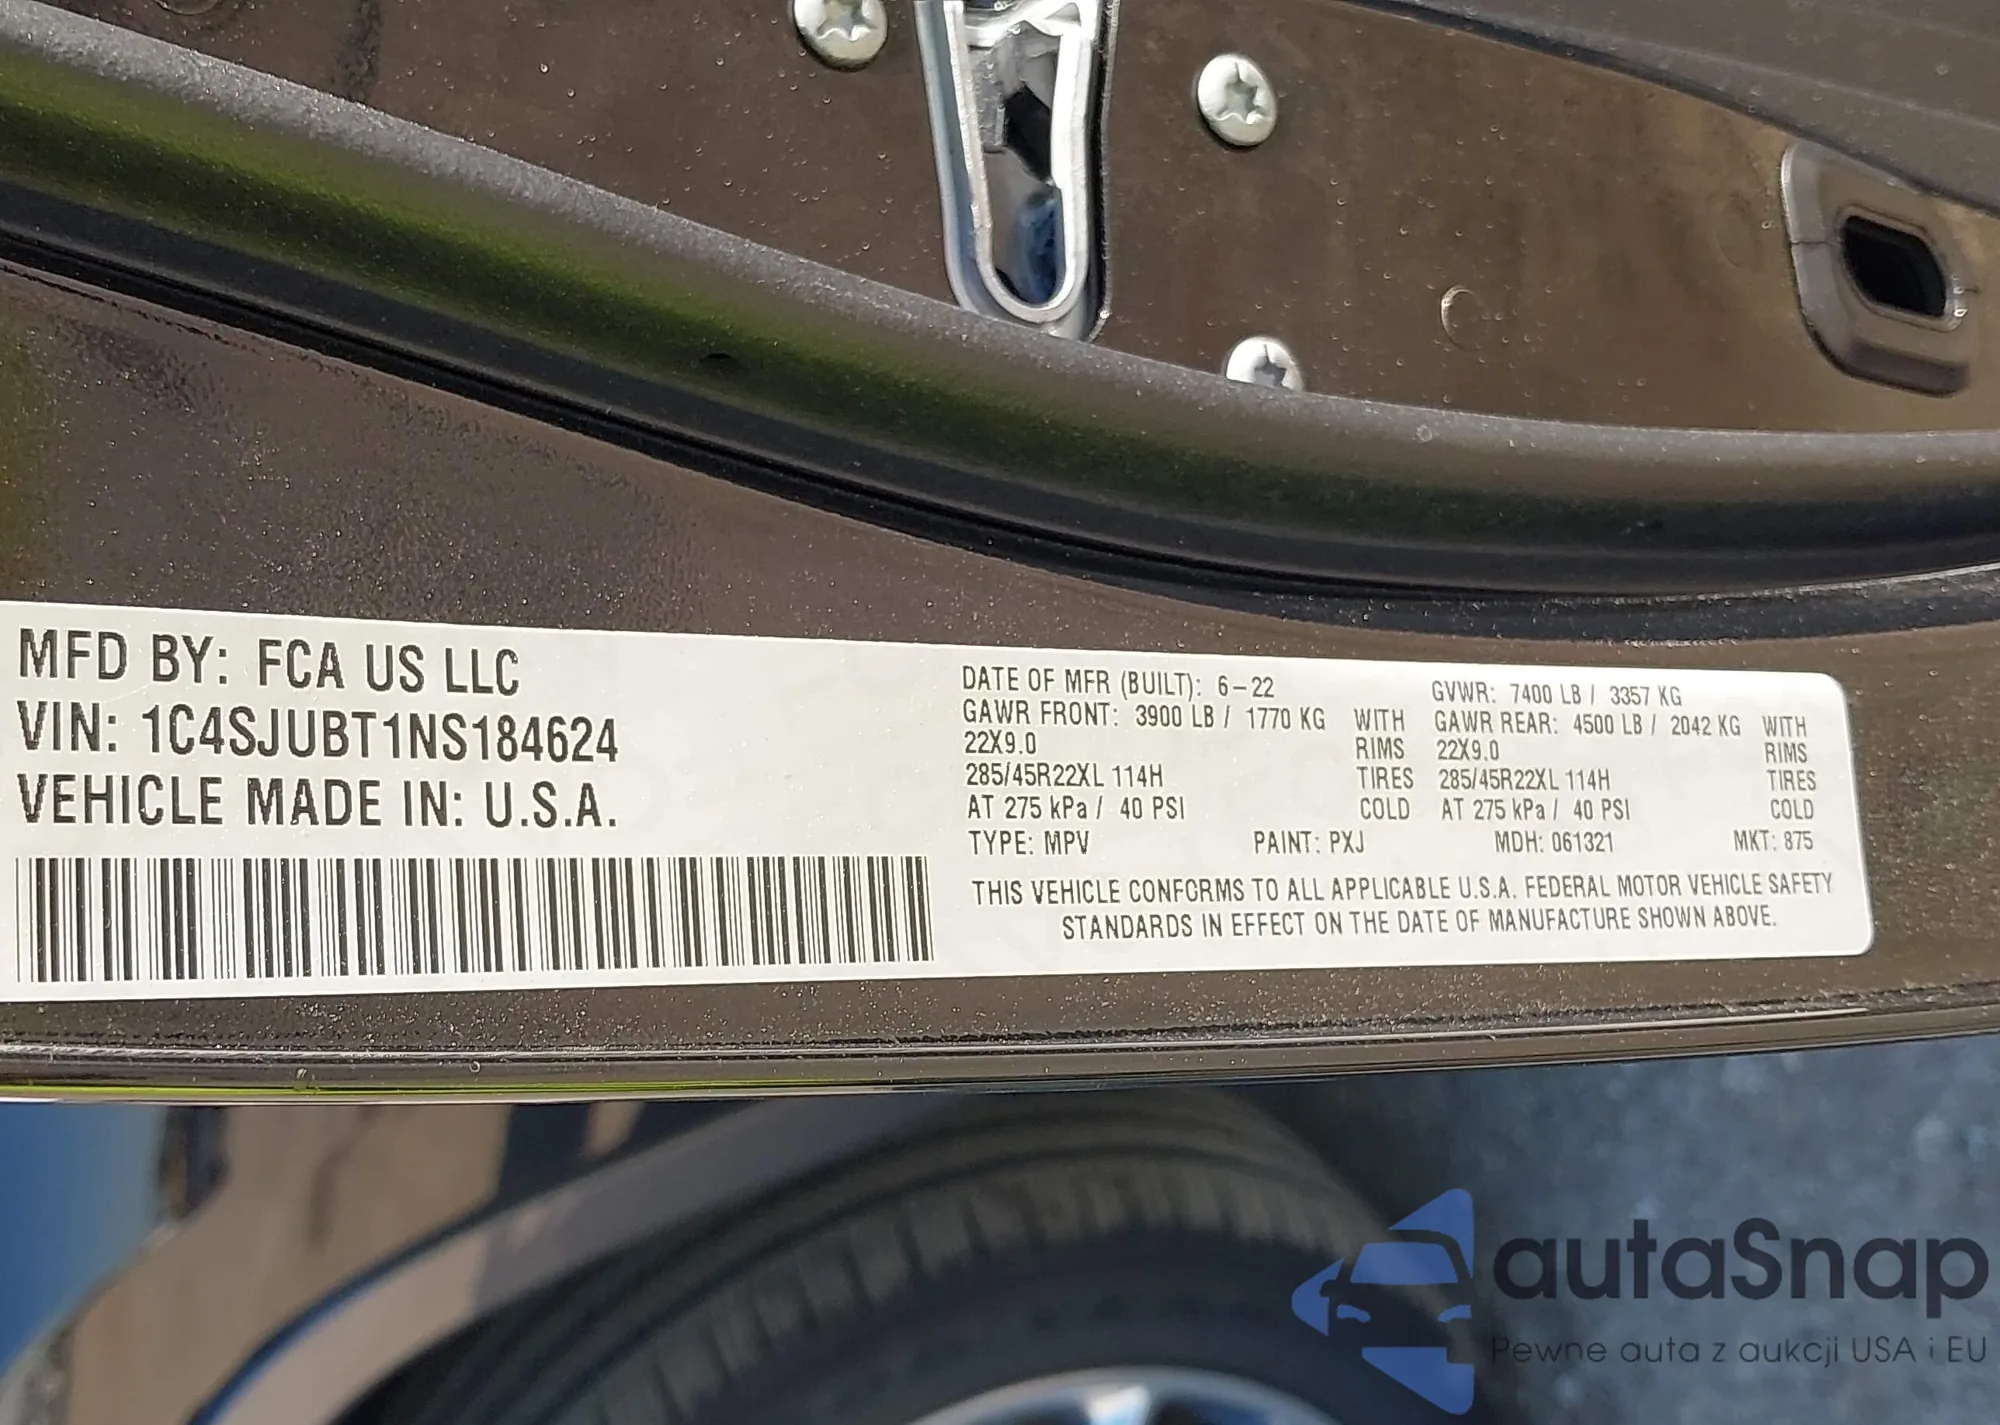 MFD BY: FCA US LLC
VIN: 1C4SJUBT1NS184624
VEHICLE MADE IN: U.S.A.
DATE OF MFR (BUILT): 6-22 GVWR: 7400 LB / 3357 KG
GAWR FRONT: 3900 LB / 1770 KG WITH GAWR REAR: 4500 LB / 2042 KG WITH
22X9.0 RIMS 22X9.0 RIMS
285/45R22XL 114H TIRES 285/45R22XL 114H TIRES
AT 275 kPa / 40 PSI COLD AT 275 kPa / 40 PSI COLD
TYPE: MPV PAINT: PXJ MDH: 061321 MKT: 875
THIS VEHICLE CONFORMS TO ALL APPLICABLE U.S.A. FEDERAL MOTOR VEHICLE SAFETY
STANDARDS IN EFFECT ON THE DATE OF MANUFACTURE SHOWN ABOVE.
autaSnap
Pewne auta z aukcji USA i EU